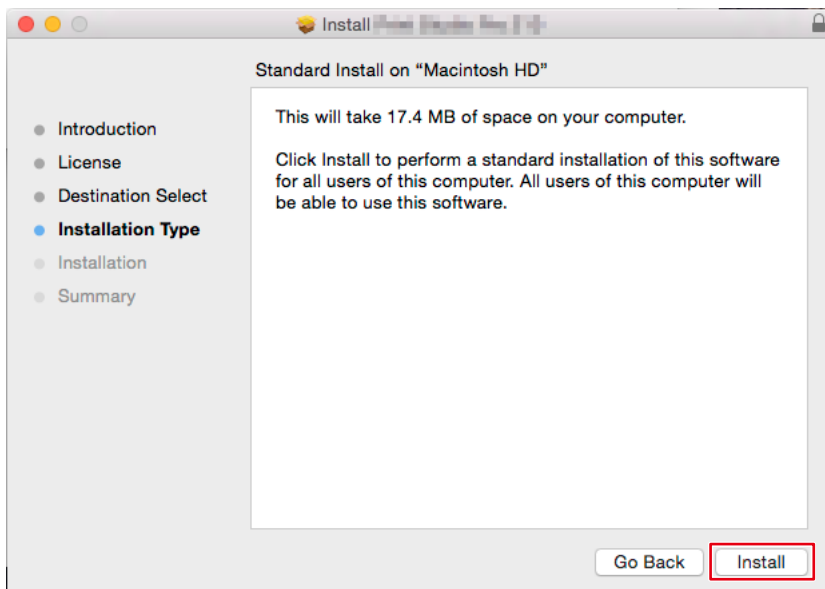 Install
Standard Install on “Macintosh HD”
Introduction
License
Destination Select
Installation Type
Installation
Summary
This will take 17.4 MB of space on your computer.
Click Install to perform a standard installation of this software
for all users of this computer. All users of this computer will
be able to use this software.
Go Back
Install